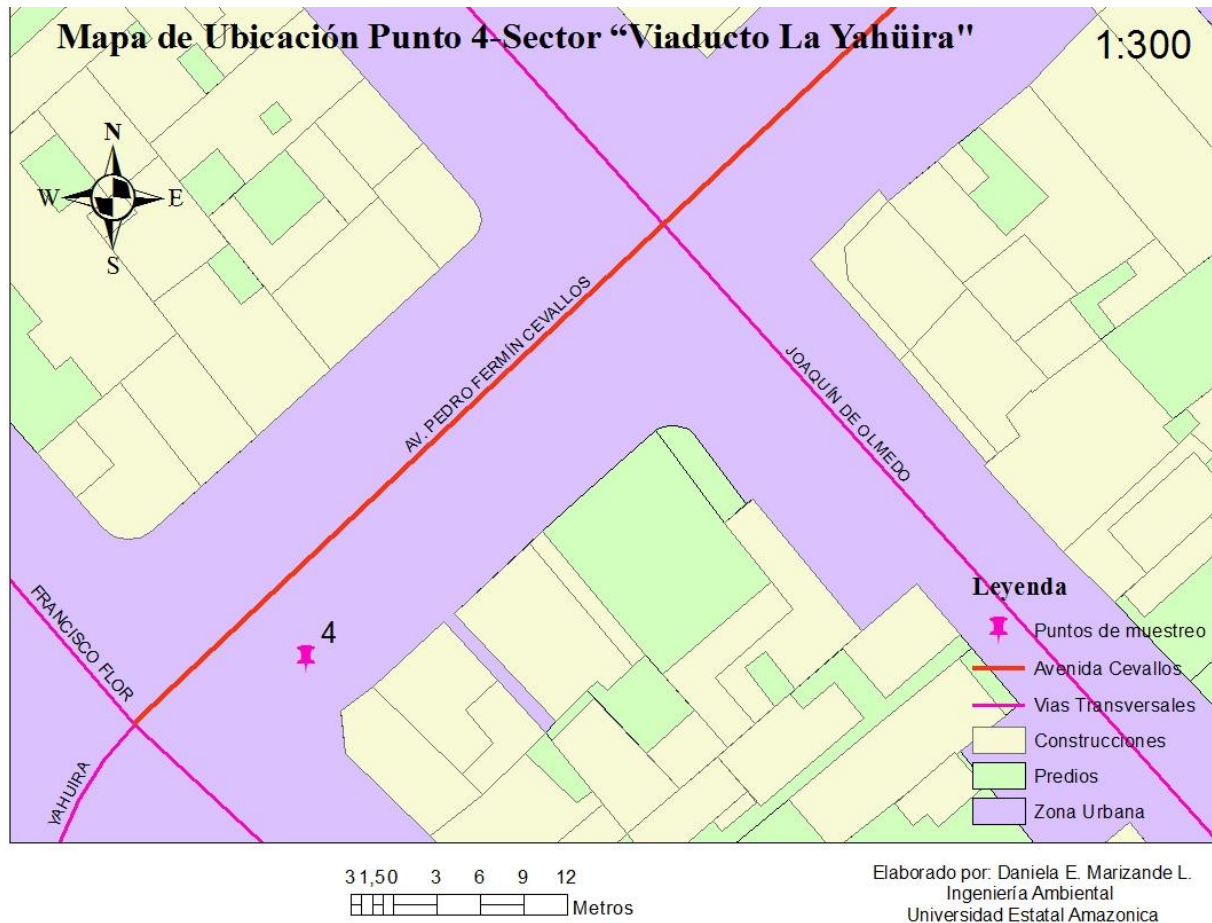 Mapa de Ubicación Punto 4-Sector “Viaducto La Yahüira"
1:300
N
W
E
S
AV. PEDRO FERMÍN CEVALLOS
JOAQUÍN DE OLMEDO
FRANCISCO FLOR
YAHUIRA
4
Leyenda
Puntos de muestreo
Avenida Cevallos
Vias Transversales
Construcciones
Predios
Zona Urbana
3 1,5 0 3 6 9 12
Metros
Elaborado por: Daniela E. Marizande L.
Ingeniería Ambiental
Universidad Estatal Amazonica